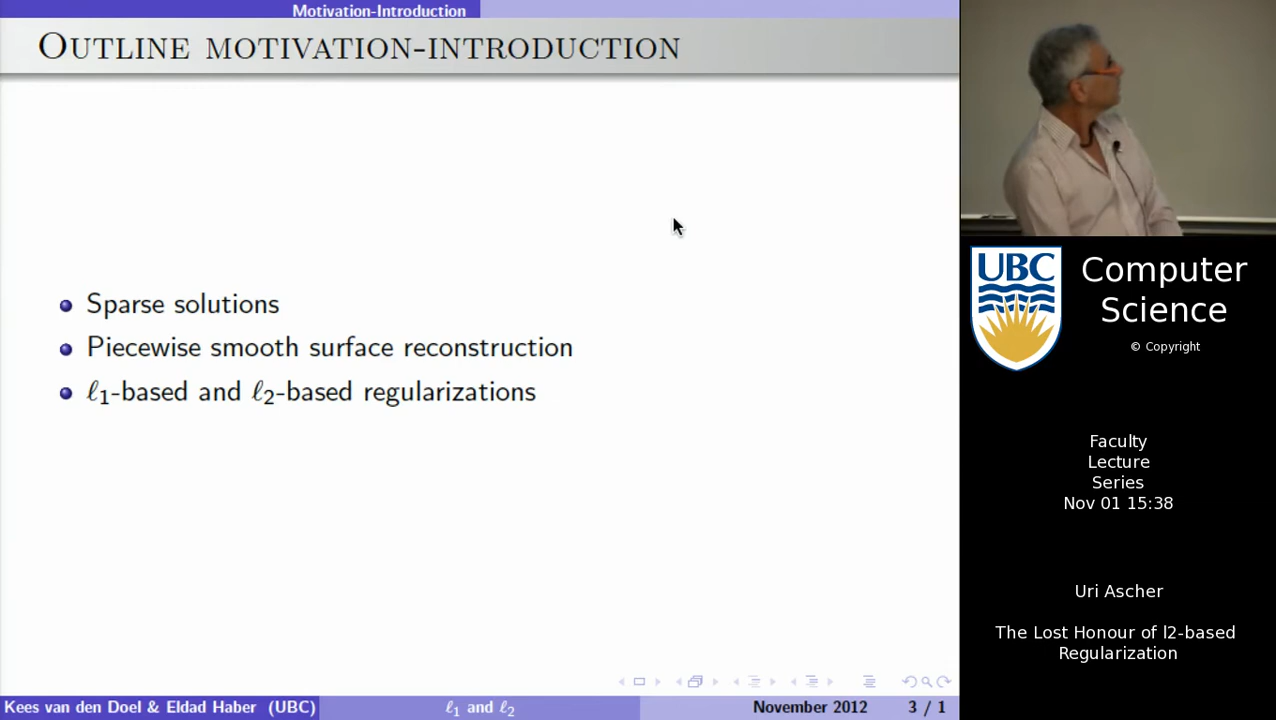 Motivation-Introduction
Outline motivation-introduction
Sparse solutions
Piecewise smooth surface reconstruction
ℓ1-based and ℓ2-based regularizations
Kees van den Doel & Eldad Haber (UBC)
ℓ1 and ℓ2
November 2012
3 / 1
UBC
Computer
Science
© Copyright
Faculty
Lecture
Series
Nov 01 15:38
Uri Ascher
The Lost Honour of l2-based
Regularization